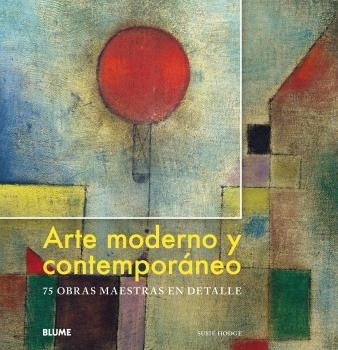 Arte moderno y
contemporáneo
75 OBRAS MAESTRAS EN DETALLE
BLUME
SUSIE HODGE